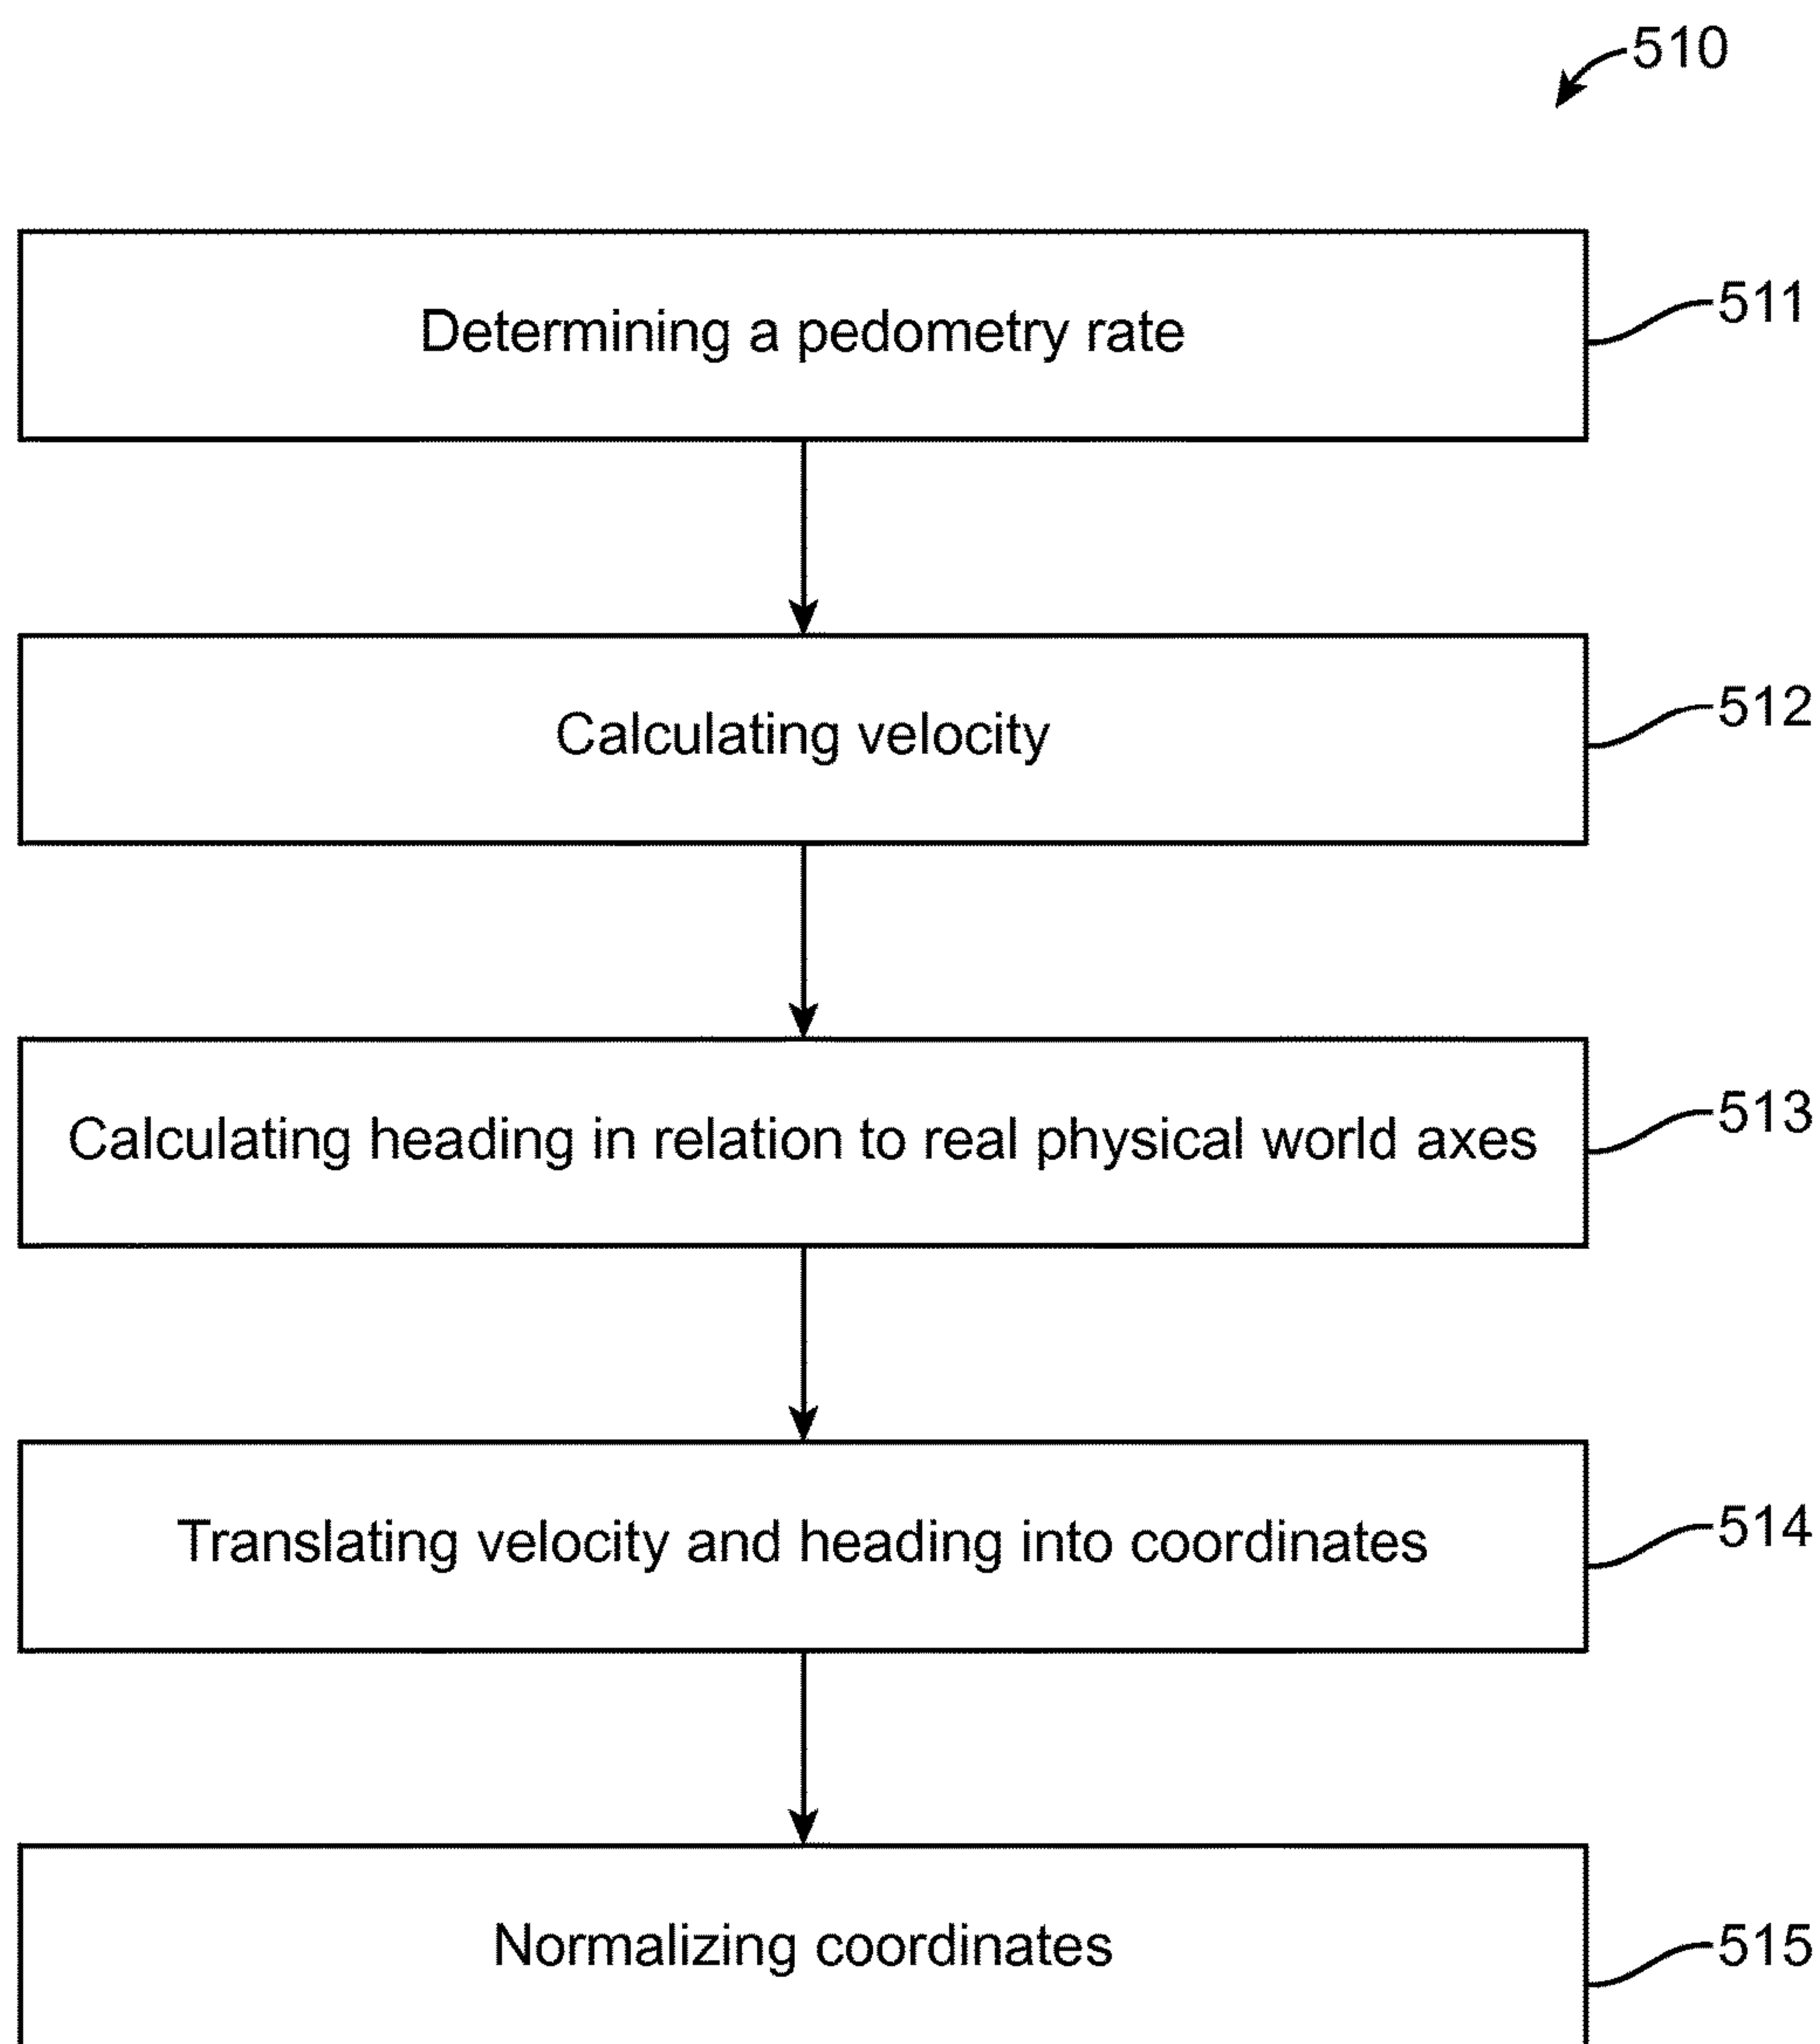 510
Determining a pedometry rate
511
Calculating velocity
512
Calculating heading in relation to real physical world axes
513
Translating velocity and heading into coordinates
514
Normalizing coordinates
515